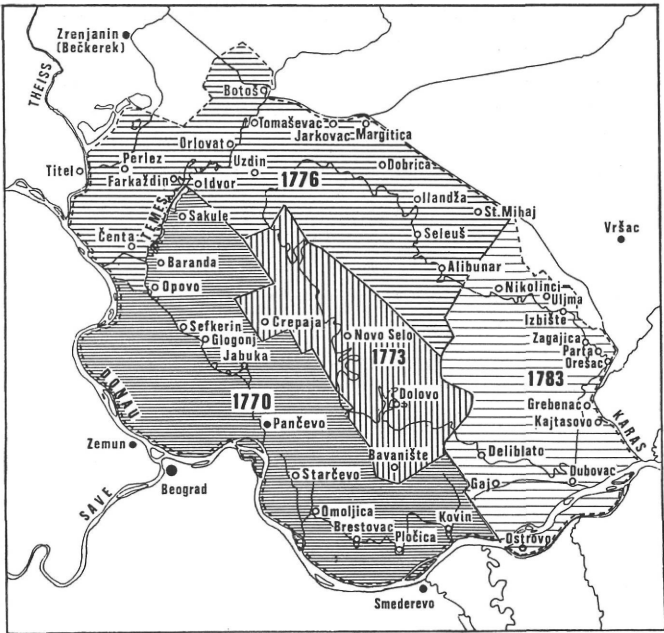 Zrenjanin
(Bečkerek)
THEISS
Botoš
Tomaševac
Jarkovac
Margitica
Orlovat
Titel
Perlez
Uzdin
Dobrica
Farkaždin
Idvor
1776
TEMES
Sakule
Ilandža
St.Mihaj
Čenta
Seleuš
Vršac
Baranda
Alibunar
Opovo
Nikolinci
Uljma
Izbište
Crepaja
Sefkerin
Glogonj
Novo Selo
Zagajica
Jabuka
1773
Parta
Orešac
1783
DONAU
1770
Dolovo
Grebenac
Kajtasovo
KARAS
Pančevo
Zemun
Deliblato
Bavanište
Dubovac
Starčevo
Gaj
Beograd
SAVE
Omoljica
Kovin
Brestovac
Pločica
Ostrovo
Smederevo